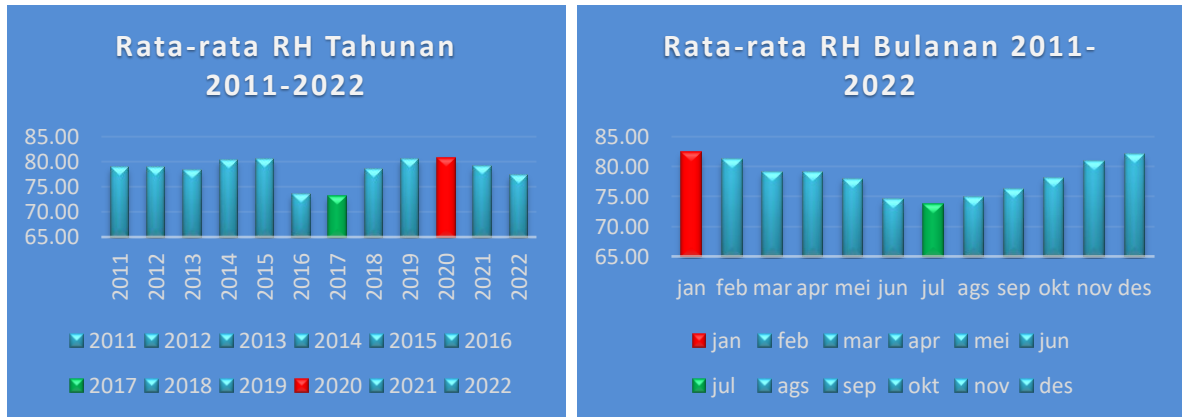 Rata-rata RH Tahunan
2011-2022
85.00
80.00
75.00
70.00
65.00
2011 2012 2013 2014 2015 2016 2017 2018 2019 2020 2021 2022
2011 2012 2013 2014 2015 2016
2017 2018 2019 2020 2021 2022
Rata-rata RH Bulanan 2011-
2022
85.00
80.00
75.00
70.00
65.00
jan feb mar apr mei jun jul ags sep okt nov des
jan feb mar apr mei jun
jul ags sep okt nov des